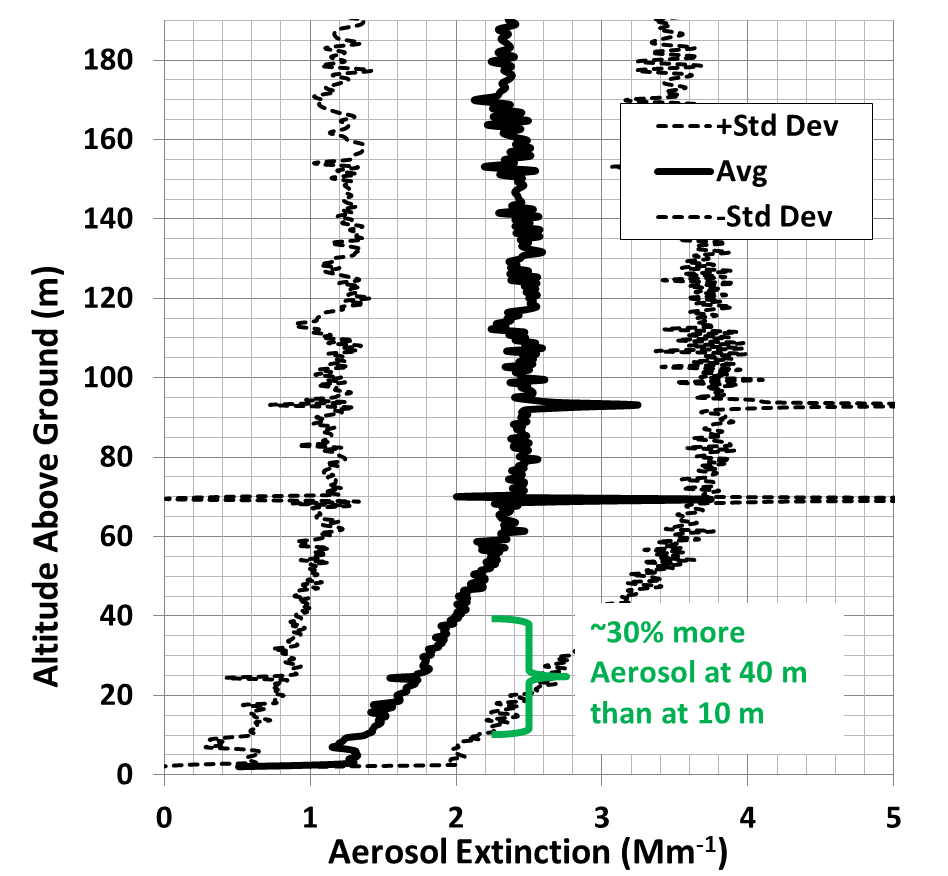 180
160
140
120
100
80
60
40
20
0
Altitude Above Ground (m)
+Std Dev
Avg
-Std Dev
~30% more
Aerosol at 40 m
than at 10 m
0 1 2 3 4 5
Aerosol Extinction (Mm-1)